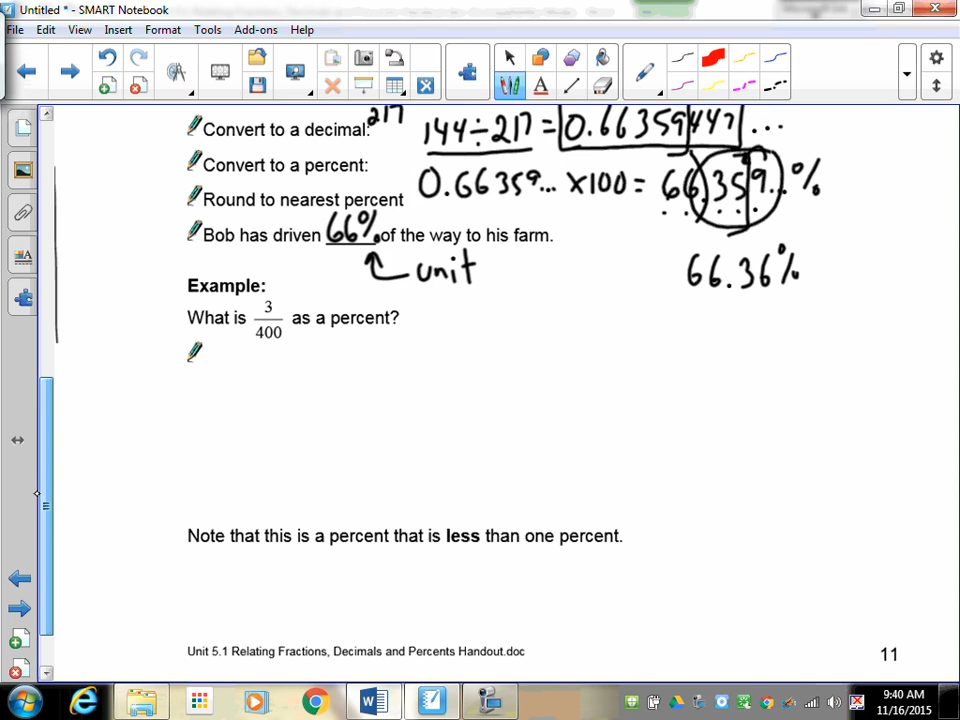 Untitled * - SMART Notebook
File Edit View Insert Format Tools Add-ons Help
Convert to a decimal:
217
144÷217 = 0.66359447...
Convert to a percent:
0.66359... ×100 = 66.359...%
Round to nearest percent
Bob has driven 66% of the way to his farm.
unit
66.36%
Example:
What is 3/400 as a percent?
Note that this is a percent that is less than one percent.
Unit 5.1 Relating Fractions, Decimals and Percents Handout.doc
11
9:40 AM
11/16/2015